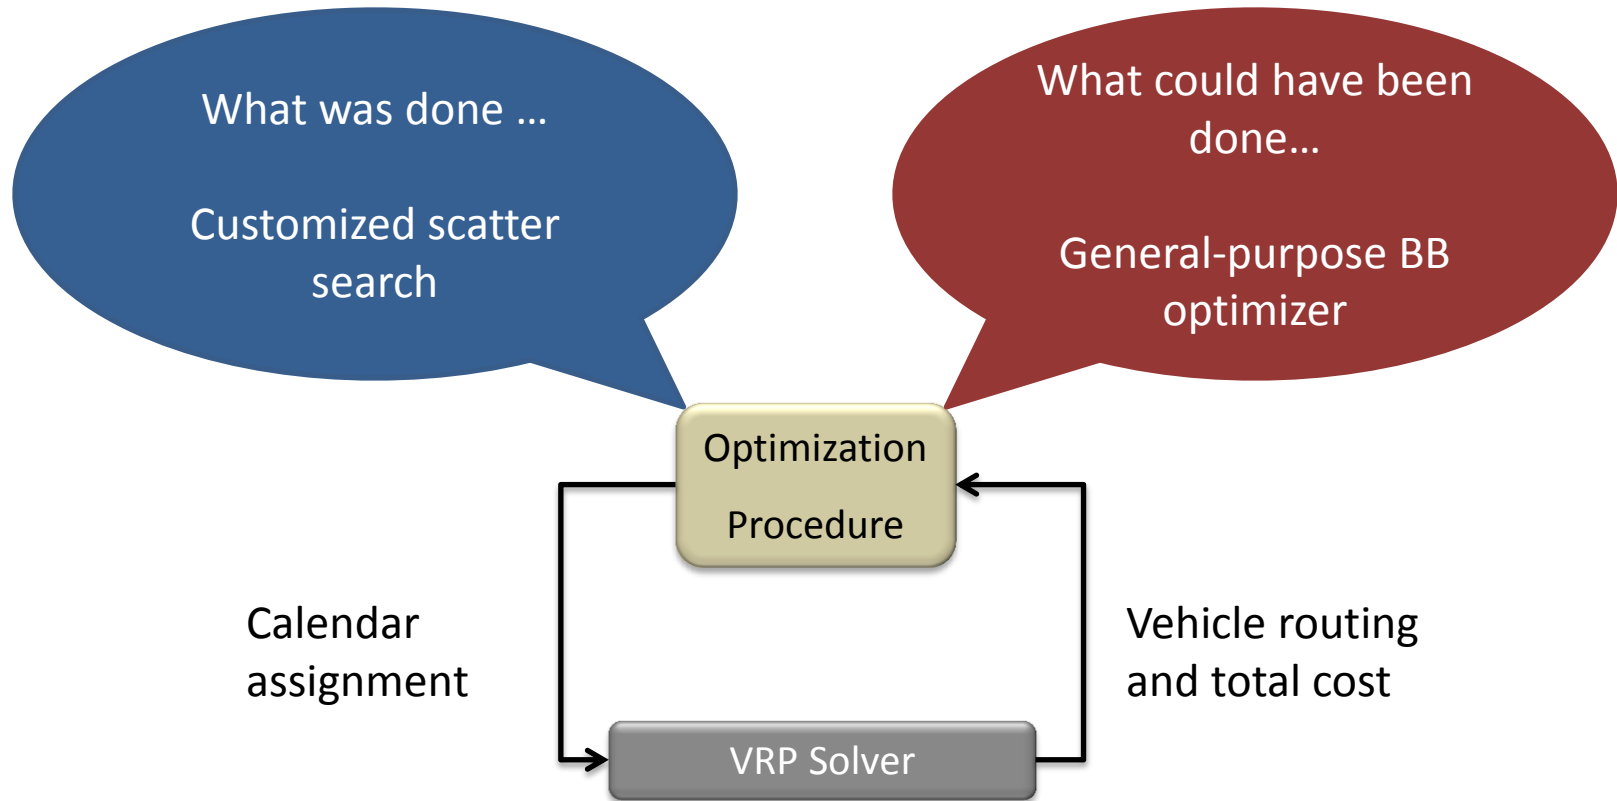 What was done …
Customized scatter
search
What could have been
done…
General-purpose BB
optimizer
Optimization
Procedure
Calendar
assignment
Vehicle routing
and total cost
VRP Solver